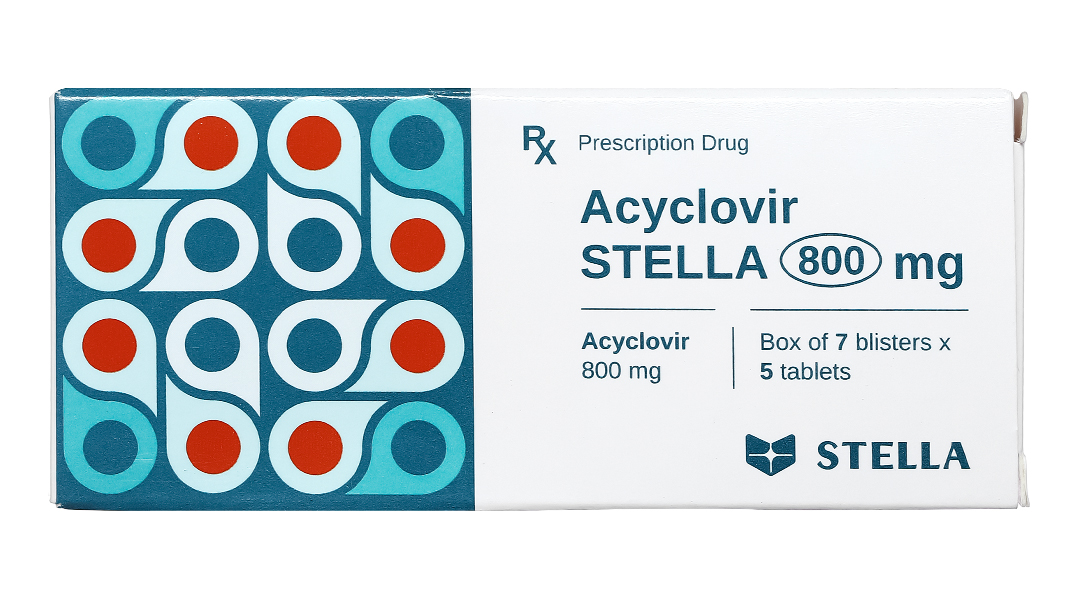 Rx Prescription Drug
Acyclovir
STELLA 800 mg
Acyclovir
800 mg
Box of 7 blisters x
5 tablets
STELLA